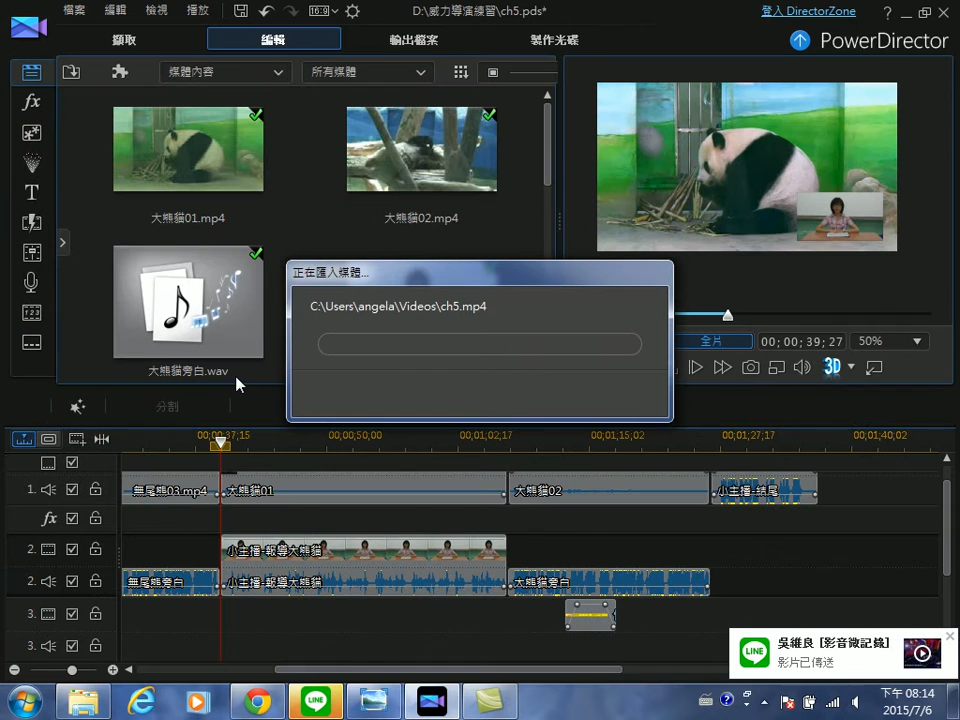 檔案 編輯 檢視 播放 16:9 D:\威力導演練習\ch5.pds* 登入 DirectorZone ?
擷取 編輯 輸出檔案 製作光碟 PowerDirector
媒體內容 所有媒體
fx
T
大熊貓01.mp4 大熊貓02.mp4
正在匯入媒體...
C:\Users\angela\Videos\ch5.mp4
大熊貓旁白.wav
全片 00; 00; 39; 27 50%
3D
分割
00;00;37;15 00;00;50,00 00;01;02;17 00;01;15;02 00;01;27;17 00;01;40;02
1. 無尾熊03.mp4 大熊貓01 大熊貓02 小主播-結尾
fx
2. 小主播-報導大熊貓
2. 無尾熊旁白 小主播-報導大熊貓 大熊貓旁白
3.
3.
LINE 吳維良 [影音微記錄]
影片已傳送
LINE
下午 08:14
2015/7/6